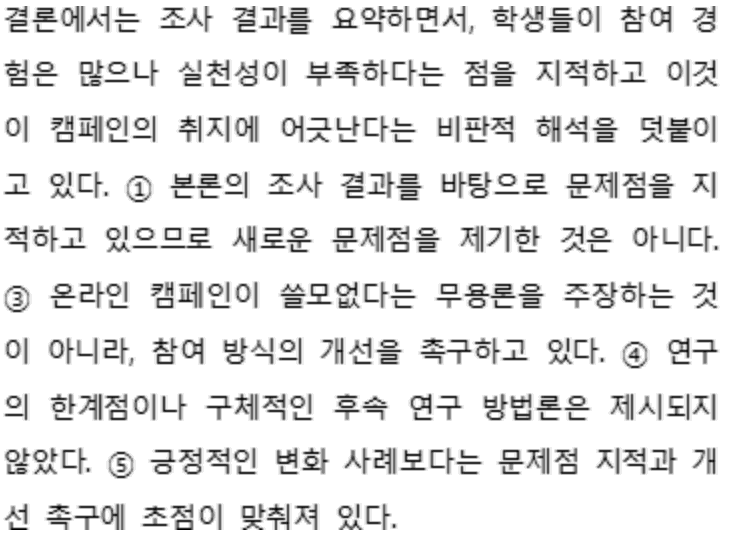 결론에서는 조사 결과를 요약하면서, 학생들이 참여 경
험은 많으나 실천성이 부족하다는 점을 지적하고 이것
이 캠페인의 취지에 어긋난다는 비판적 해석을 덧붙이
고 있다. ① 본론의 조사 결과를 바탕으로 문제점을 지
적하고 있으므로 새로운 문제점을 제기한 것은 아니다.
③ 온라인 캠페인이 쓸모없다는 무용론을 주장하는 것
이 아니라, 참여 방식의 개선을 촉구하고 있다. ④ 연구
의 한계점이나 구체적인 후속 연구 방법론은 제시되지
않았다. ⑤ 긍정적인 변화 사례보다는 문제점 지적과 개
선 촉구에 초점이 맞춰져 있다.